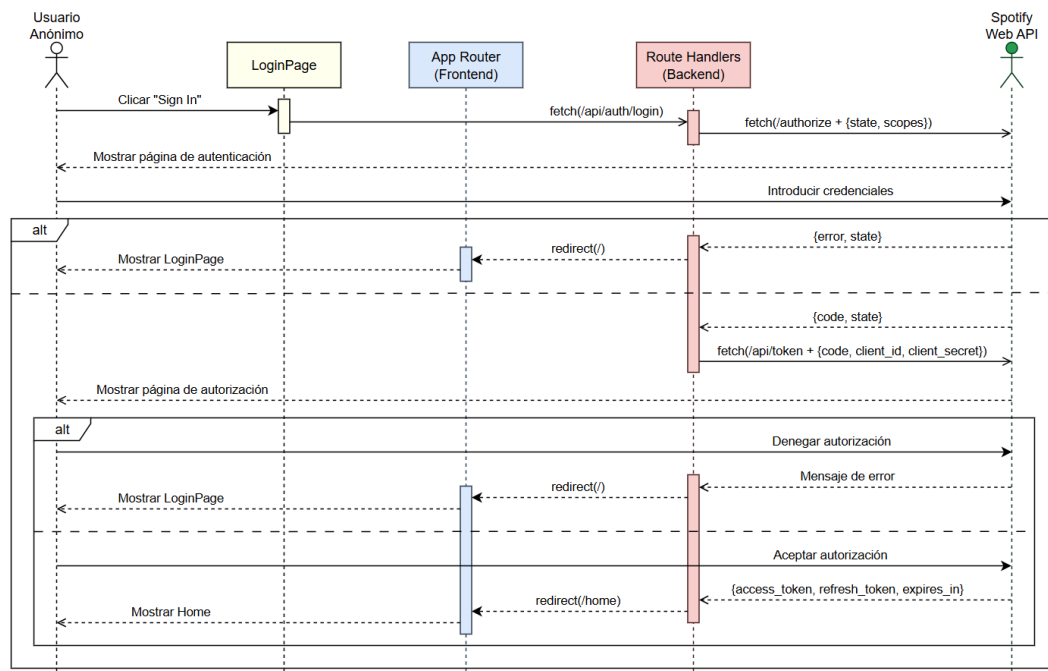 Usuario
Anónimo
LoginPage
App Router
(Frontend)
Route Handlers
(Backend)
Spotify
Web API
Clicar "Sign In"
fetch(/api/auth/login)
fetch(/authorize + {state, scopes})
Mostrar página de autenticación
Introducir credenciales
alt
{error, state}
redirect(/)
Mostrar LoginPage
{code, state}
fetch(/api/token + {code, client_id, client_secret})
Mostrar página de autorización
alt
Denegar autorización
Mensaje de error
redirect(/)
Mostrar LoginPage
Aceptar autorización
{access_token, refresh_token, expires_in}
redirect(/home)
Mostrar Home